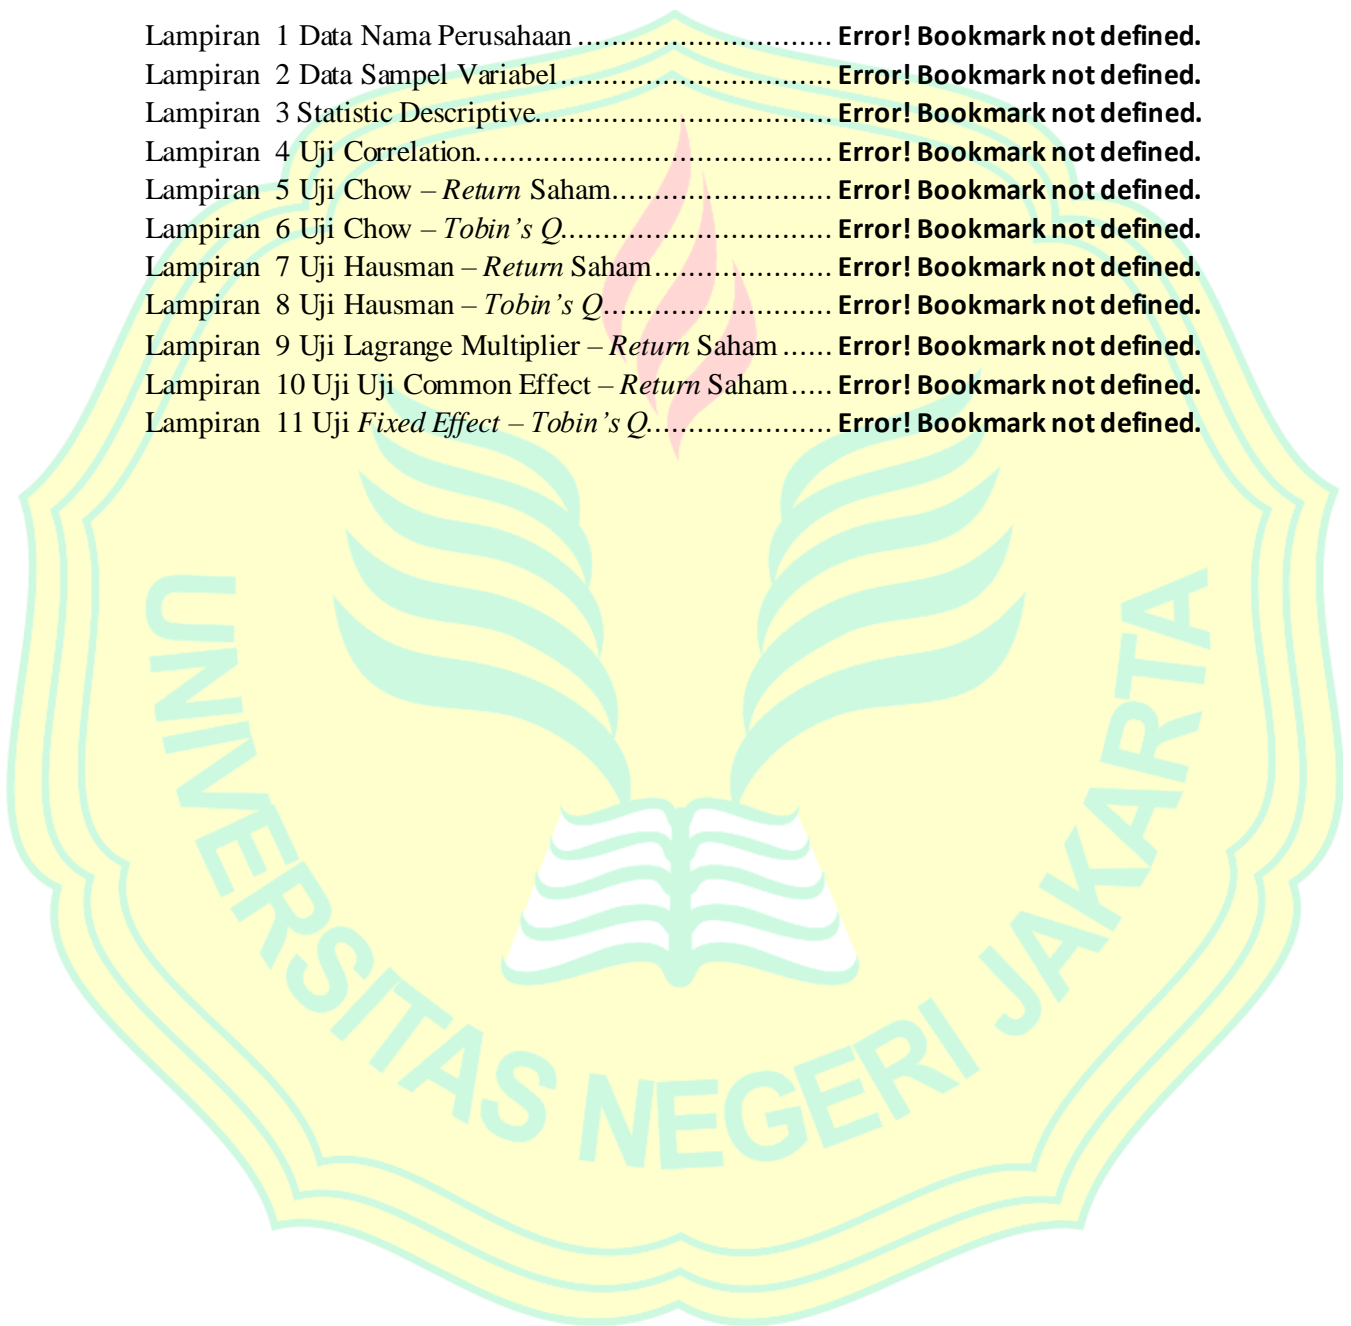 Lampiran 1 Data Nama Perusahaan .............................. Error! Bookmark not defined.
Lampiran 2 Data Sampel Variabel................................ Error! Bookmark not defined.
Lampiran 3 Statistic Descriptive................................... Error! Bookmark not defined.
Lampiran 4 Uji Correlation.......................................... Error! Bookmark not defined.
Lampiran 5 Uji Chow – Return Saham.......................... Error! Bookmark not defined.
Lampiran 6 Uji Chow – Tobin’s Q................................ Error! Bookmark not defined.
Lampiran 7 Uji Hausman – Return Saham..................... Error! Bookmark not defined.
Lampiran 8 Uji Hausman – Tobin’s Q........................... Error! Bookmark not defined.
Lampiran 9 Uji Lagrange Multiplier – Return Saham ...... Error! Bookmark not defined.
Lampiran 10 Uji Uji Common Effect – Return Saham..... Error! Bookmark not defined.
Lampiran 11 Uji Fixed Effect – Tobin’s Q...................... Error! Bookmark not defined.
UNIVERSITAS NEGERI JAKARTA